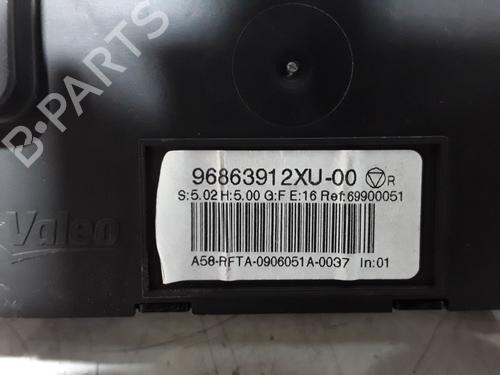 B-PARTS
96863912XU-00 R
S:5.02 H:5.00 G:F E:16 Ref:69900051
Valeo
A58-RFTA-0906051A-0037 In:01